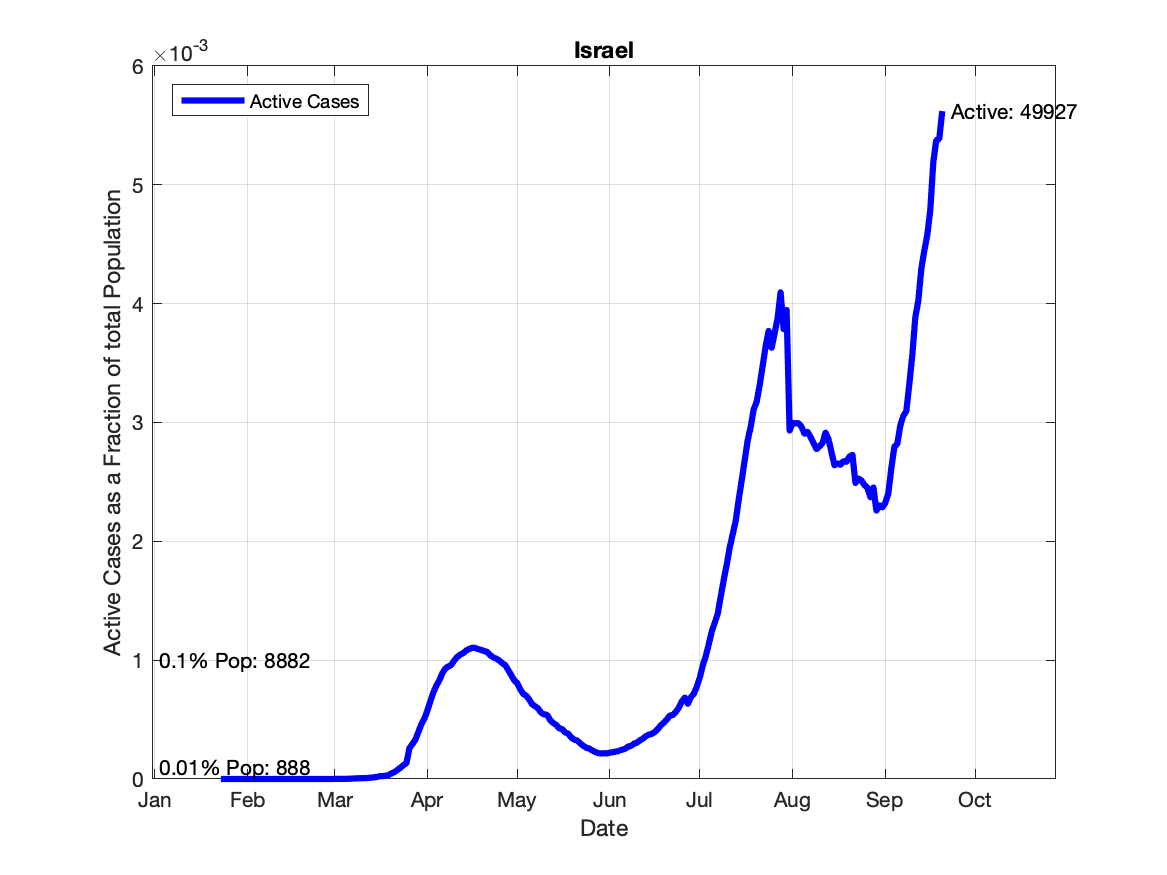 Israel
×10-3
Active Cases
Active: 49927
6
5
4
3
2
1
0
0.1% Pop: 8882
0.01% Pop: 888
Active Cases as a Fraction of total Population
Jan Feb Mar Apr May Jun Jul Aug Sep Oct
Date